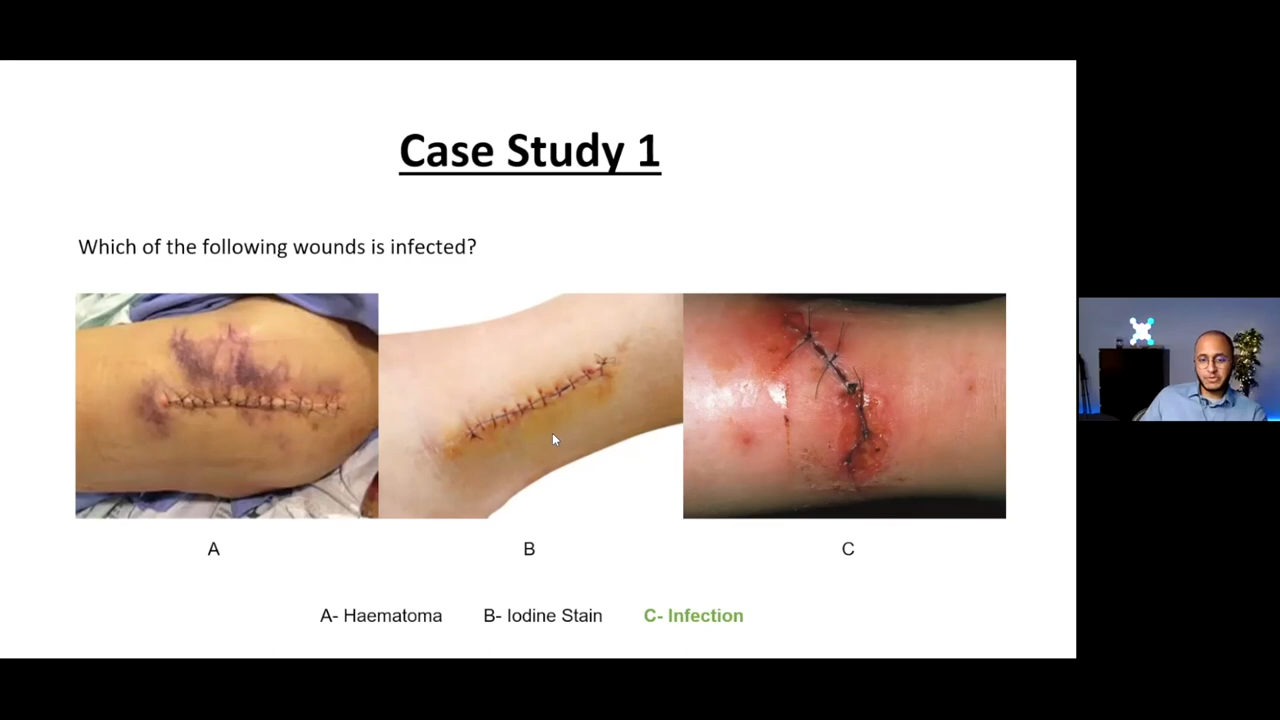 Case Study 1
Which of the following wounds is infected?
A
B
C
A- Haematoma
B- Iodine Stain
C- Infection